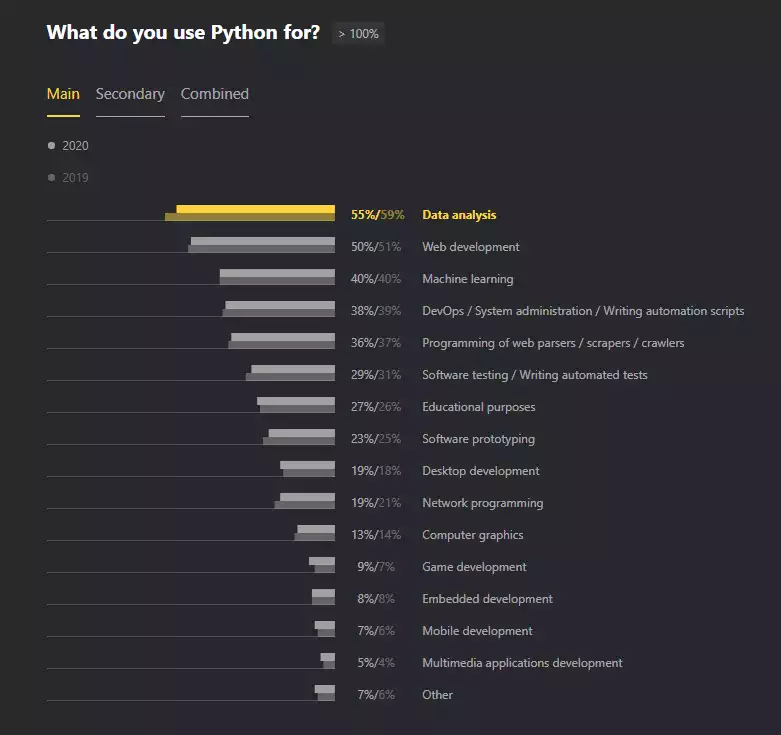 What do you use Python for? > 100%
Main Secondary Combined
2020
2019
55%/59% Data analysis
50%/51% Web development
40%/40% Machine learning
38%/39% DevOps / System administration / Writing automation scripts
36%/37% Programming of web parsers / scrapers / crawlers
29%/31% Software testing / Writing automated tests
27%/26% Educational purposes
23%/25% Software prototyping
19%/18% Desktop development
19%/21% Network programming
13%/14% Computer graphics
9%/7% Game development
8%/8% Embedded development
7%/6% Mobile development
5%/4% Multimedia applications development
7%/6% Other